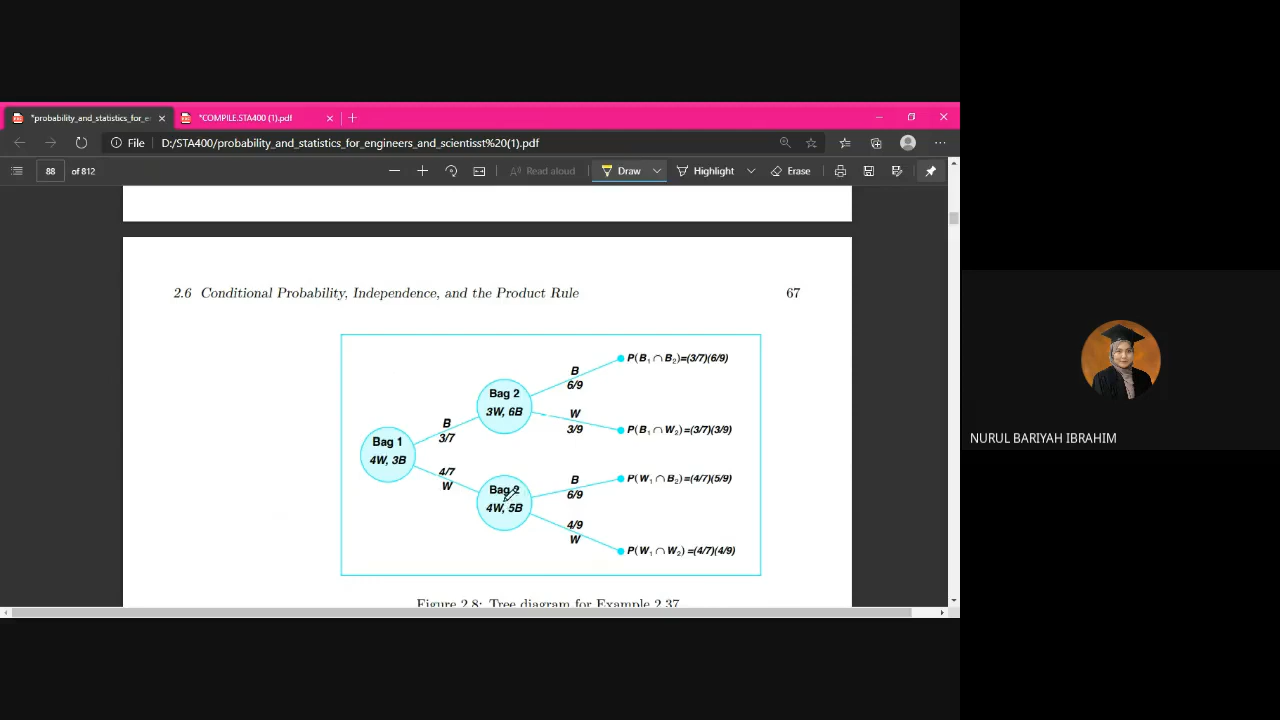 *probability_and_statistics_for_e
*COMPILE.STA400 (1).pdf
File D:/STA400/probability_and_statistics_for_engineers_and_scientisst%20(1).pdf
88 of 812
Read aloud
Draw
Highlight
Erase
2.6 Conditional Probability, Independence, and the Product Rule 67
B
6/9
P(B1∩B2)=(3/7)(6/9)
Bag 2
3W, 6B
B
3/7
W
3/9
P(B1∩W2)=(3/7)(3/9)
Bag 1
4W, 3B
4/7
W
B
6/9
P(W1∩B2)=(4/7)(5/9)
Bag 2
4W, 5B
4/9
W
P(W1∩W2)=(4/7)(4/9)
Figure 2.8: Tree diagram for Example 2.37
NURUL BARIYAH IBRAHIM